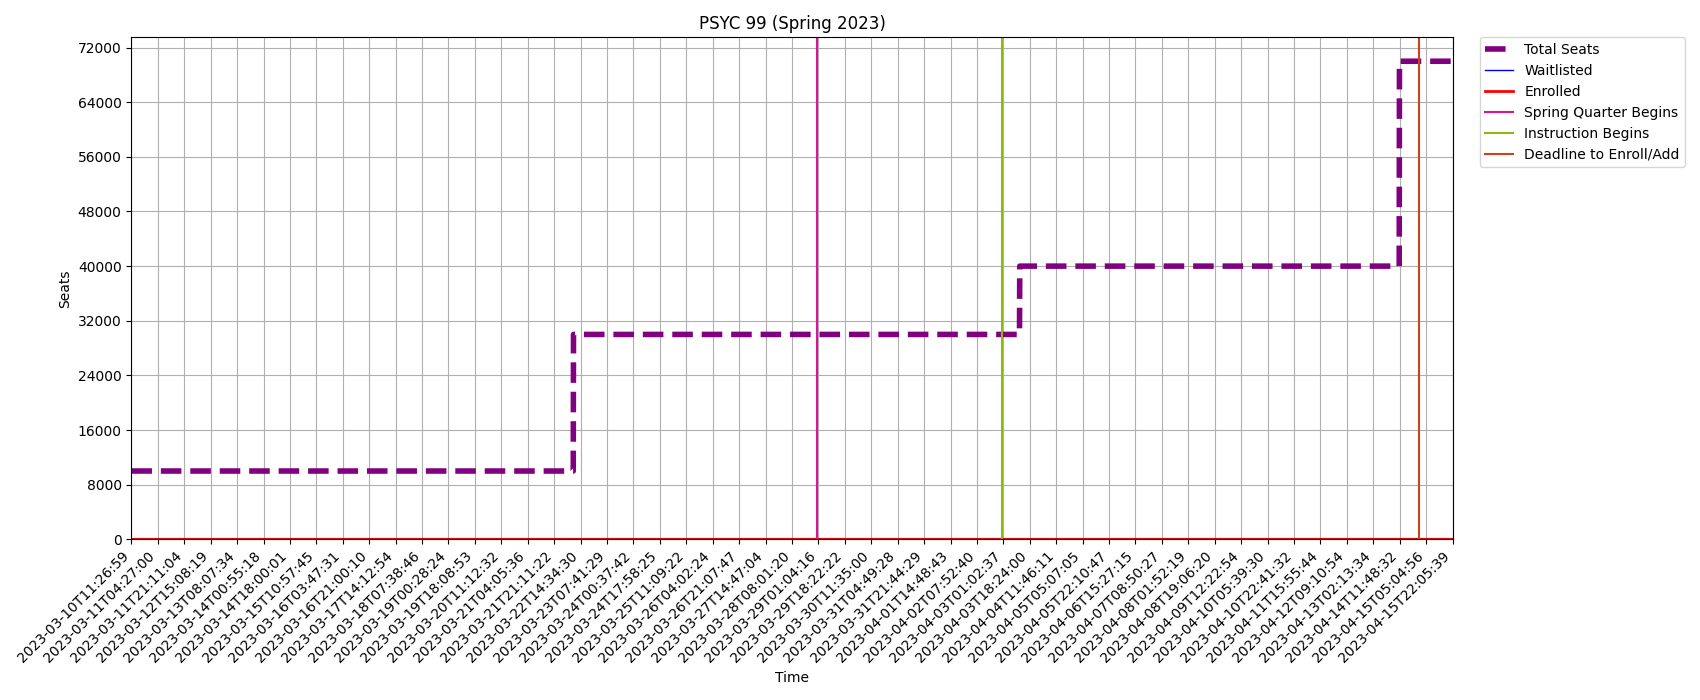 PSYC 99 (Spring 2023)
72000
64000
56000
48000
40000
32000
24000
16000
8000
0
Seats
2023-03-10T11:26:59
2023-03-11T04:27:00
2023-03-11T21:11:04
2023-03-12T15:08:19
2023-03-13T08:07:34
2023-03-14T00:55:18
2023-03-14T18:00:01
2023-03-15T10:57:45
2023-03-16T03:47:31
2023-03-16T21:00:10
2023-03-17T14:12:54
2023-03-18T07:38:46
2023-03-19T00:28:24
2023-03-19T18:08:53
2023-03-20T11:12:32
2023-03-21T04:05:36
2023-03-21T21:11:22
2023-03-22T14:34:30
2023-03-23T07:41:29
2023-03-24T00:37:42
2023-03-24T17:58:25
2023-03-25T11:09:22
2023-03-26T04:02:24
2023-03-26T21:07:47
2023-03-27T14:47:04
2023-03-28T08:01:20
2023-03-29T01:04:16
2023-03-29T18:22:22
2023-03-30T11:35:00
2023-03-31T04:49:28
2023-03-31T21:44:29
2023-04-01T14:48:43
2023-04-02T07:52:40
2023-04-03T01:02:37
2023-04-03T18:24:00
2023-04-04T11:46:11
2023-04-05T05:07:05
2023-04-05T22:10:47
2023-04-06T15:27:15
2023-04-07T08:50:27
2023-04-08T01:52:19
2023-04-08T19:06:20
2023-04-09T12:22:54
2023-04-10T05:39:30
2023-04-10T22:41:32
2023-04-11T15:55:44
2023-04-12T09:10:54
2023-04-13T02:13:34
2023-04-14T11:48:32
2023-04-15T05:04:56
2023-04-15T22:05:39
Time
Total Seats
Waitlisted
Enrolled
Spring Quarter Begins
Instruction Begins
Deadline to Enroll/Add